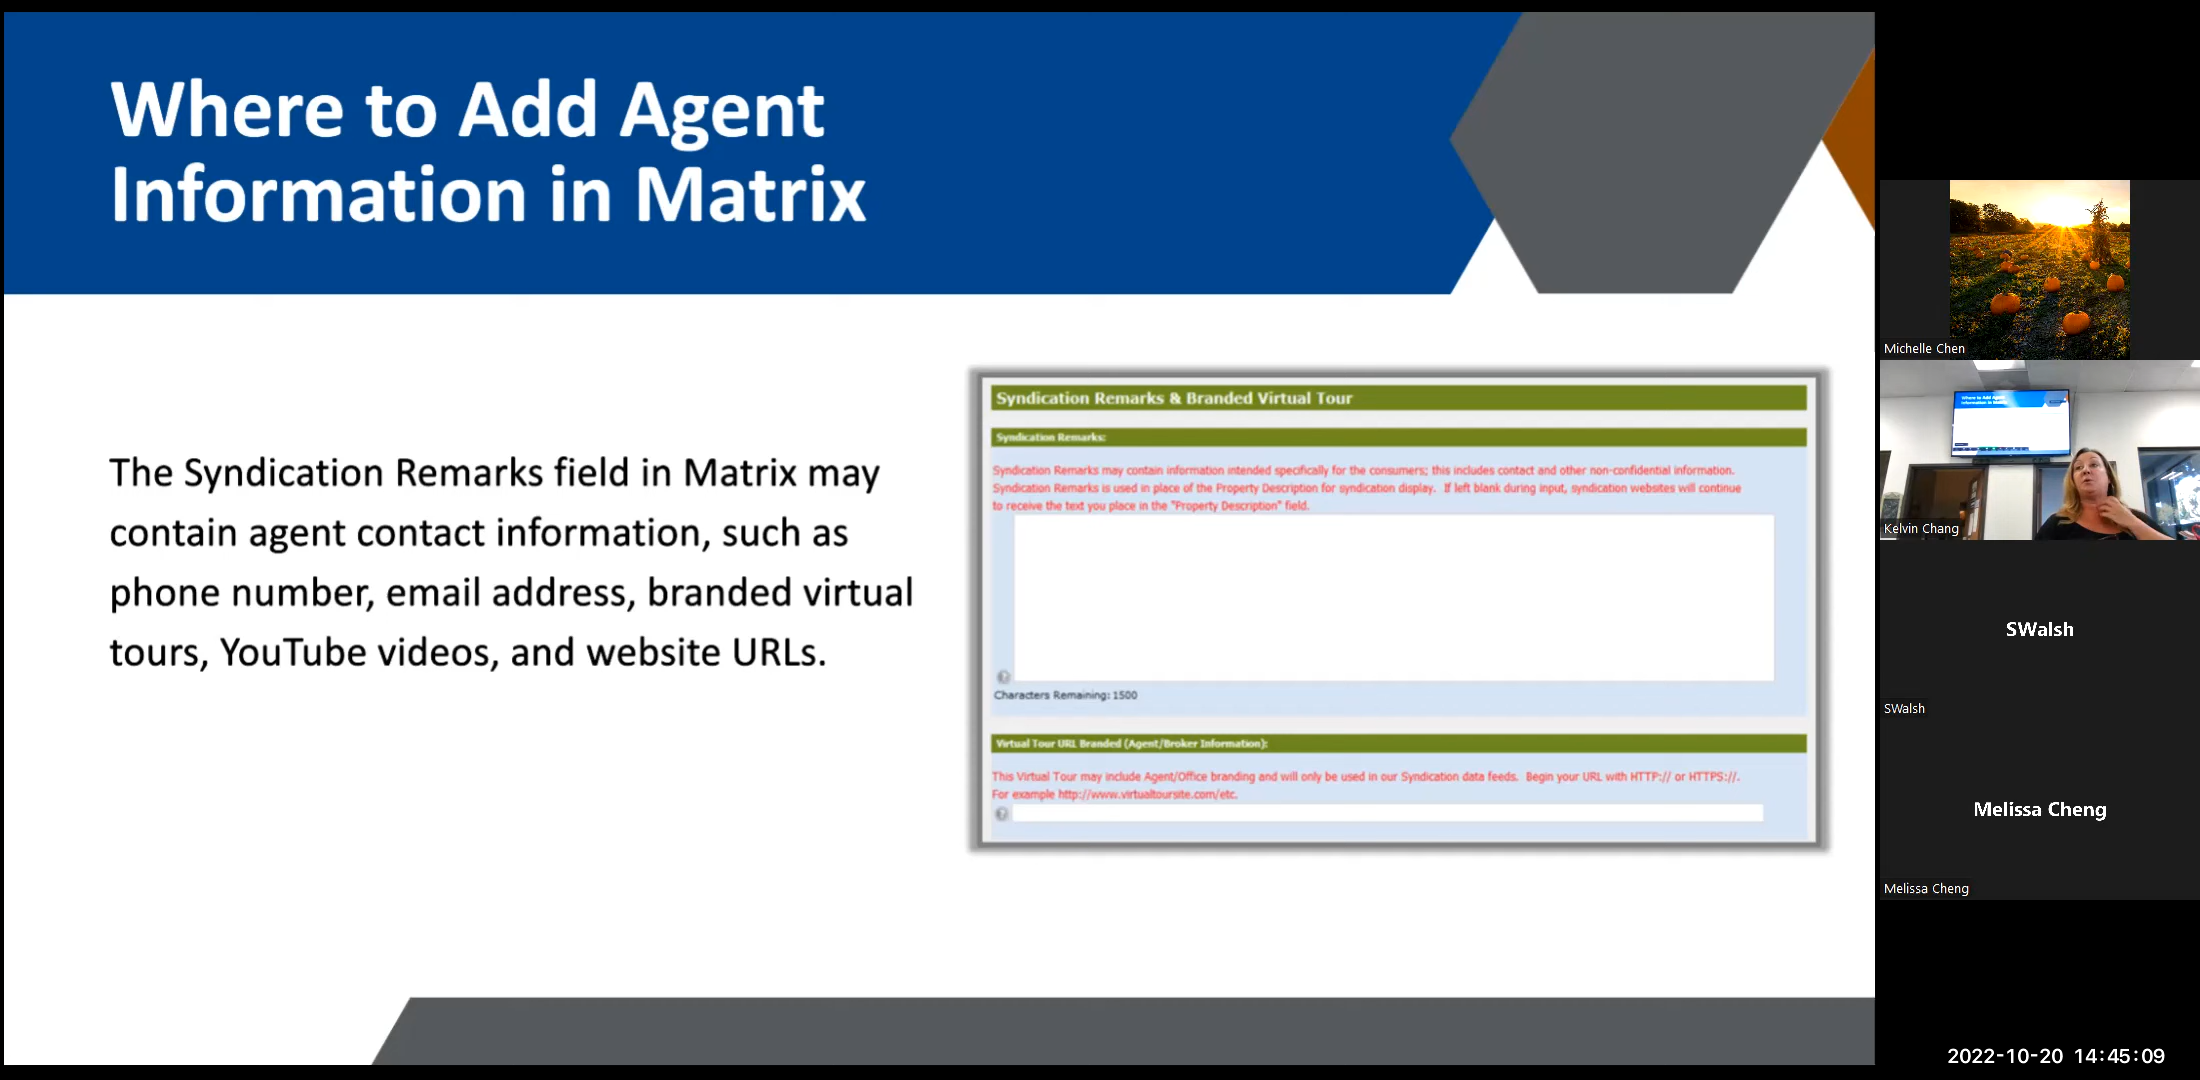 Where to Add Agent
Information in Matrix
The Syndication Remarks field in Matrix may
contain agent contact information, such as
phone number, email address, branded virtual
tours, YouTube videos, and website URLs.
Syndication Remarks & Branded Virtual Tour
Syndication Remarks:
Syndication Remarks may contain information intended specifically for the consumers; this includes contact and other non-confidential information.
Syndication Remarks is used in place of the Property Description for syndication display. If left blank during input, syndication websites will continue
to receive the text you place in the "Property Description" field.
Characters Remaining: 1500
Virtual Tour URL Branded (Agent/Broker Information):
This Virtual Tour may include Agent/Office branding and will only be used in our Syndication data feeds. Begin your URL with HTTP:// or HTTPS://.
For example http://www.virtualtoursite.com/etc.
Michelle Chen
Where to Add Agent
Information in Matrix
Kelvin Chang
SWalsh
SWalsh
Melissa Cheng
Melissa Cheng
2022-10-20 14:45:09